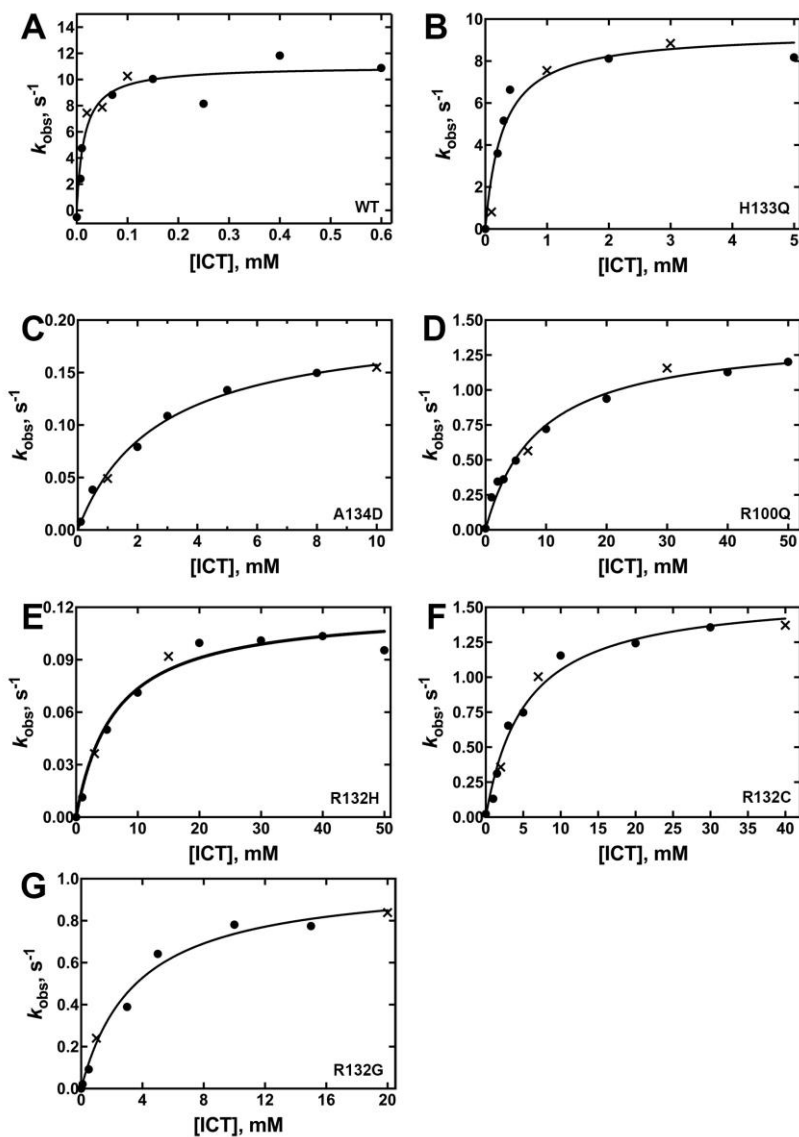 A
k_obs, s⁻¹
14
12
10
8
6
4
12
0
0.0 0.1 0.2 0.3 0.4 0.5 0.6
[ICT], mM
WT
B
k_obs, s⁻¹
10
8
6
4
2
0
0 1 2 3 4 5
[ICT], mM
H133Q
C
k_obs, s⁻¹
0.20
0.15
0.10
0.05
0.00
0 2 4 6 8 10
[ICT], mM
A134D
D
k_obs, s⁻¹
1.50
1.25
1.00
0.75
0.50
0.25
0.00
0 10 20 30 40 50
[ICT], mM
R100Q
E
k_obs, s⁻¹
0.12
0.09
0.06
0.03
0.00
0 10 20 30 40 50
[ICT], mM
R132H
F
k_obs, s⁻¹
1.50
1.25
1.00
0.75
0.50
0.25
0.00
0 5 10 15 20 25 30 35 40
[ICT], mM
R132C
G
k_obs, s⁻¹
1.0
0.8
0.6
0.4
0.2
0.0
0 4 8 12 16 20
[ICT], mM
R132G